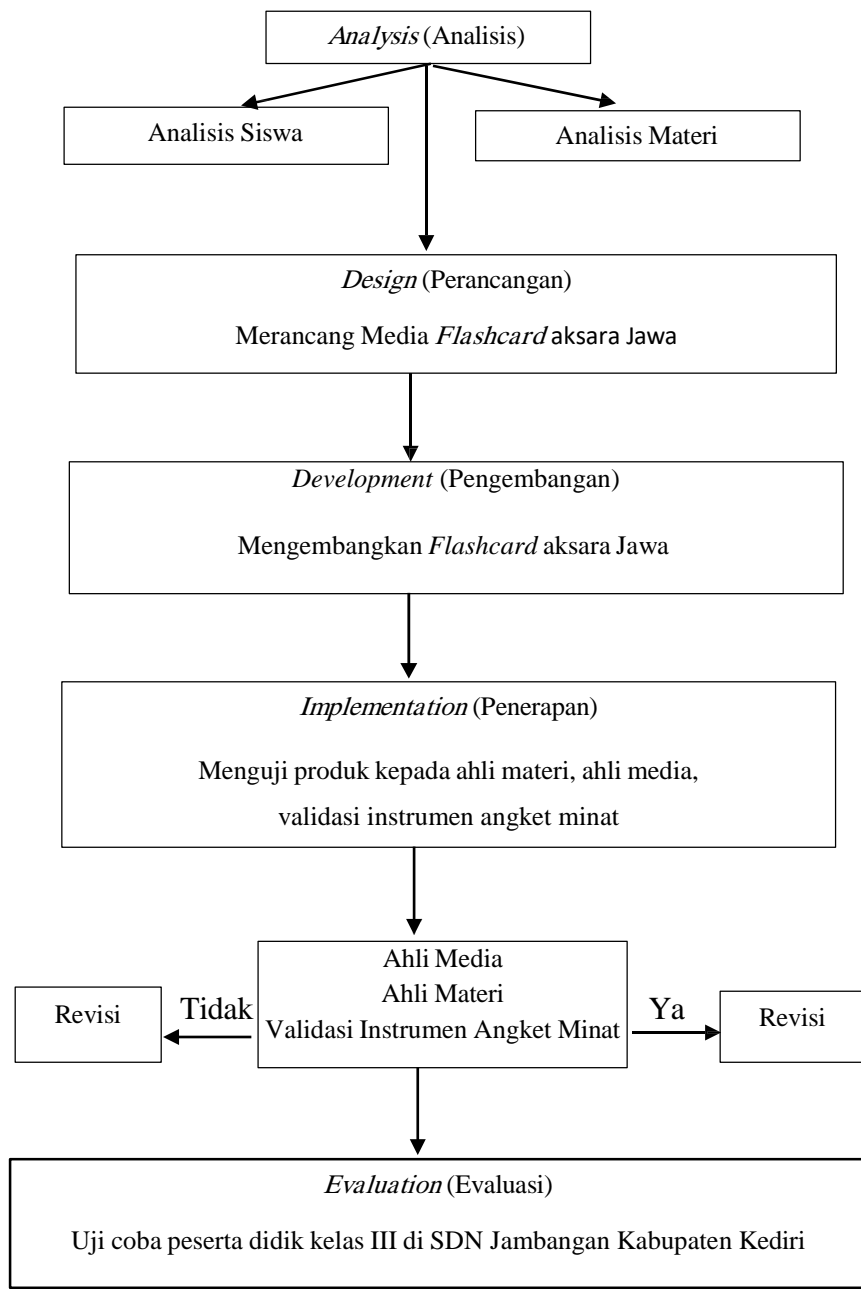 Analysis (Analisis)
Analisis Siswa
Analisis Materi
Design (Perancangan)
Merancang Media Flashcard aksara Jawa
Development (Pengembangan)
Mengembangkan Flashcard aksara Jawa
Implementation (Penerapan)
Menguji produk kepada ahli materi, ahli media,
validasi instrumen angket minat
Ahli Media
Ahli Materi
Validasi Instrumen Angket Minat
Revisi
Tidak
Ya
Revisi
Evaluation (Evaluasi)
Uji coba peserta didik kelas III di SDN Jambangan Kabupaten Kediri